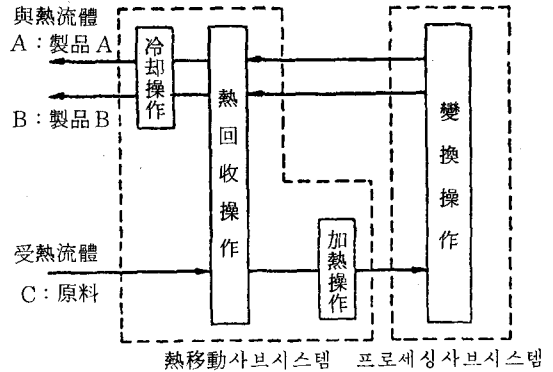 與熱流體
A：製品A
B：製品B
冷却操作
熱回收操作
變換操作
受熱流體
C：原料
加熱操作
熱移動사브시스템
프로세싱사브시스템